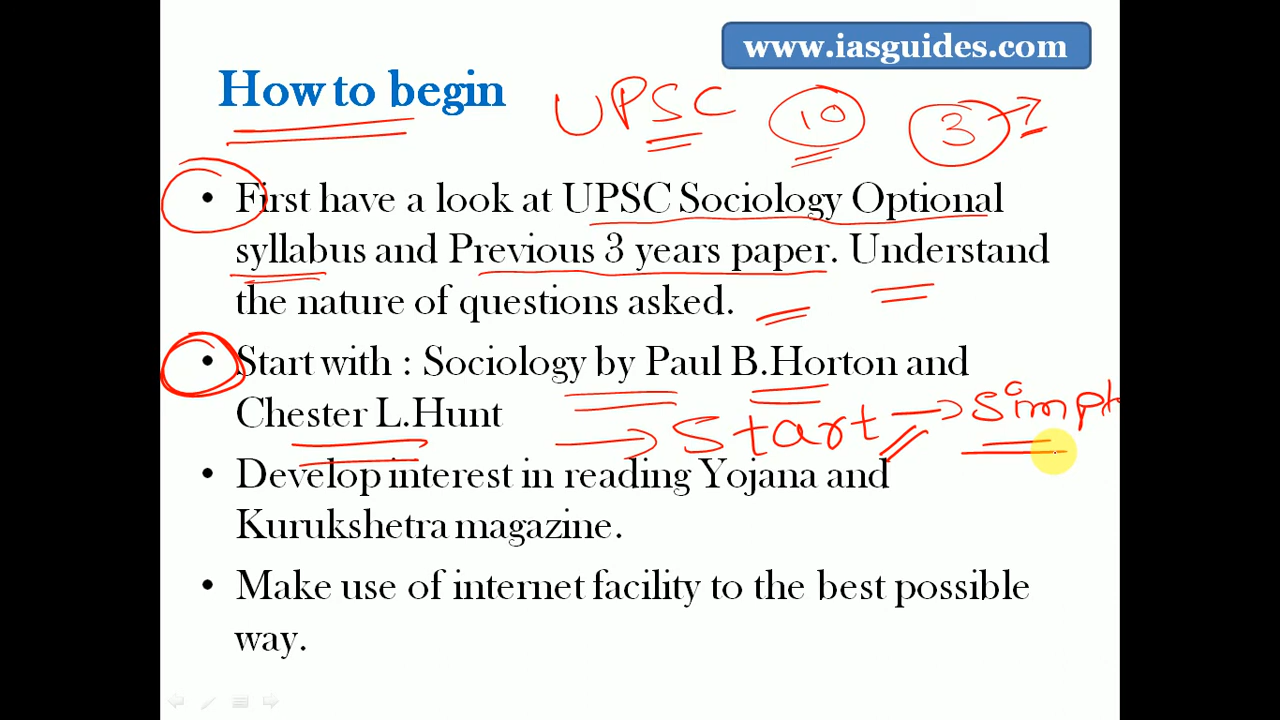 www.iasguides.com
How to begin
UPSC 10 3 → ?
• First have a look at UPSC Sociology Optional
syllabus and Previous 3 years paper. Understand
the nature of questions asked.
• Start with : Sociology by Paul B.Horton and
Chester L.Hunt
→ Start → simpl
• Develop interest in reading Yojana and
Kurukshetra magazine.
• Make use of internet facility to the best possible
way.